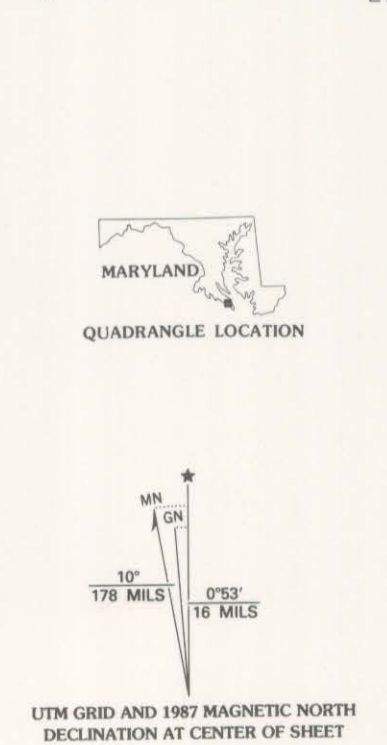 MARYLAND
QUADRANGLE LOCATION
MN
GN
10°
178 MILS
0°53′
16 MILS
UTM GRID AND 1987 MAGNETIC NORTH
DECLINATION AT CENTER OF SHEET